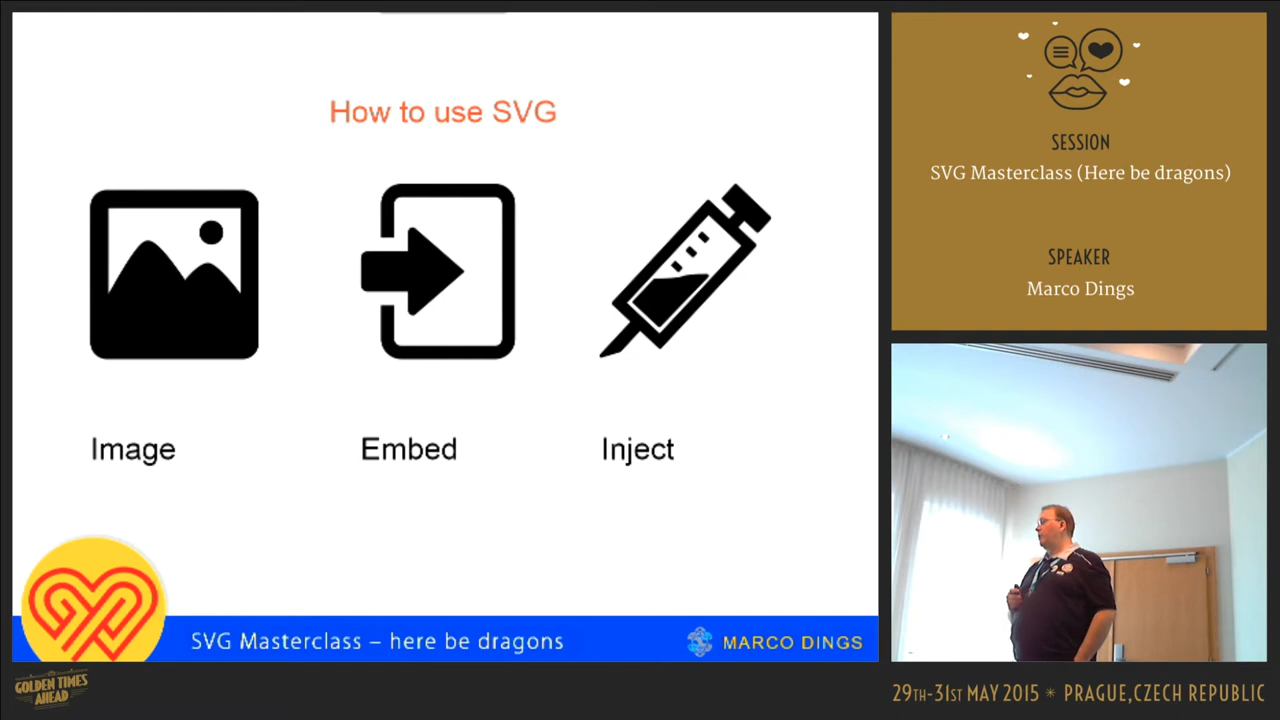 How to use SVG
Image
Embed
Inject
SVG Masterclass – here be dragons
MARCO DINGS
SESSION
SVG Masterclass (Here be dragons)
SPEAKER
Marco Dings
GOLDEN TIMES
AHEAD
29TH-31ST MAY 2015 * PRAGUE,CZECH REPUBLIC